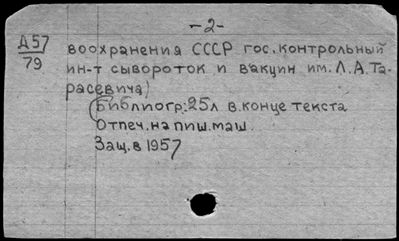 -2-
А57
79
воохранения СССР гос.контрольный
ин-т сывороток и вакцин им.Л.А.Та-
расевича)
(Библиогр:25л в.конце текста
Отпеч.на пиш.маш.
Защ.в 1957